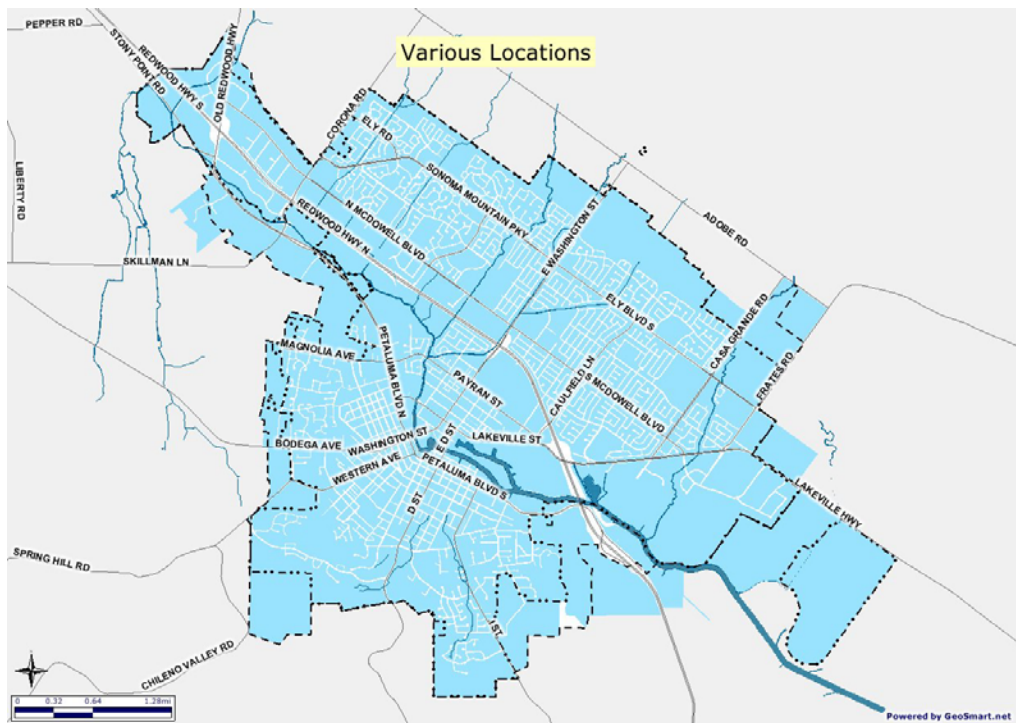 PEPPER RD
STONY POINT RD
REDWOOD HWY S
OLD REDWOOD HWY
Various Locations
CORONA RD
ELY RD
LIBERTY RD
SONOMA MOUNTAIN PKY
N MCDOWELL BLVD
REDWOOD HWY N
E WASHINGTON ST
ADOBE RD
SKILLMAN LN
ELY BLVD S
CASA GRANDE RD
FRATES RD
MAGNOLIA AVE
PETALUMA BLVD N
PAYRAN ST
CAULFIELD LN
S MCDOWELL BLVD
BODEGA AVE
WASHINGTON ST
E D ST
LAKEVILLE ST
WESTERN AVE
PETALUMA BLVD S
D ST
LAKEVILLE HWY
SPRING HILL RD
I ST
CHILENO VALLEY RD
0 0.32 0.64 1.28mi
Powered by GeoSmart.net